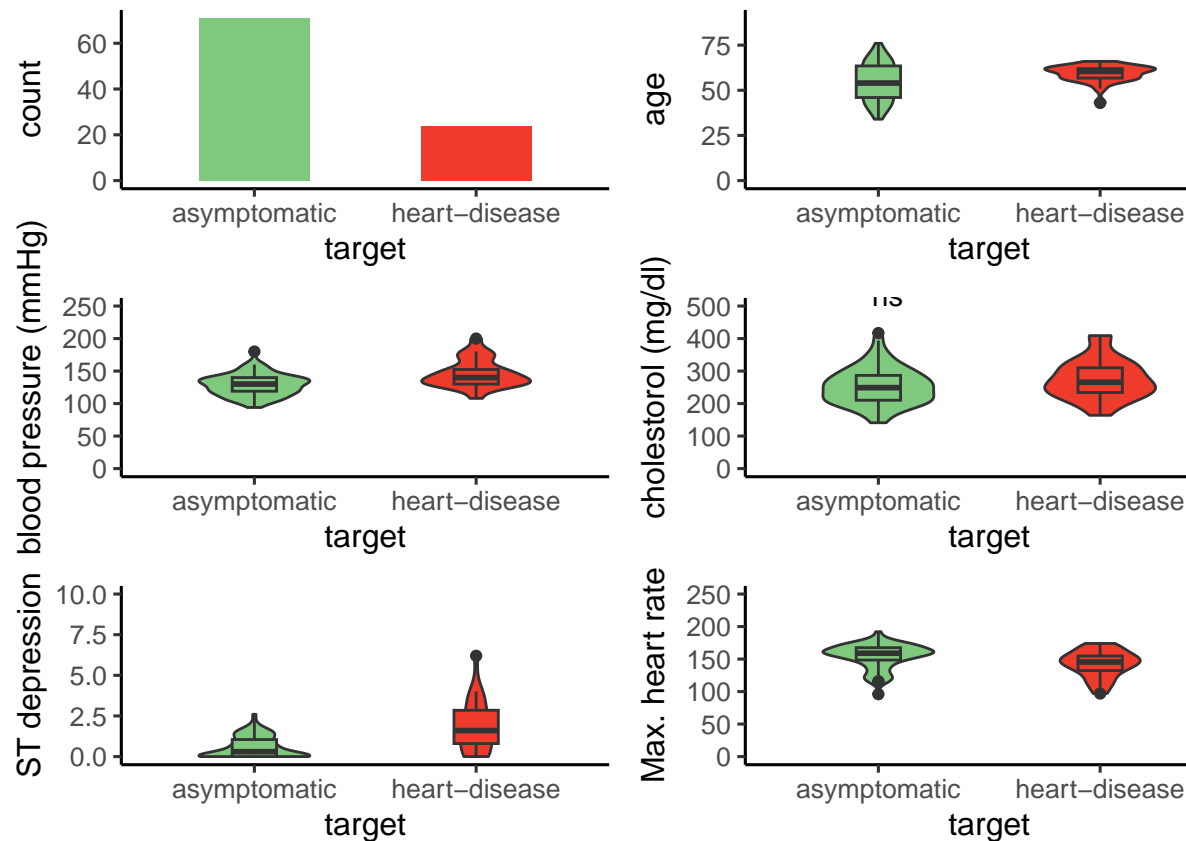 count
60
40
20
0
asymptomatic heart−disease
target
age
75
50
25
0
asymptomatic heart−disease
target
blood pressure (mmHg)
250
200
150
100
50
0
asymptomatic heart−disease
target
cholestorol (mg/dl)
ns
500
400
300
200
100
0
asymptomatic heart−disease
target
ST depression
10.0
7.5
5.0
2.5
0.0
asymptomatic heart−disease
target
Max. heart rate
250
200
150
100
50
0
asymptomatic heart−disease
target